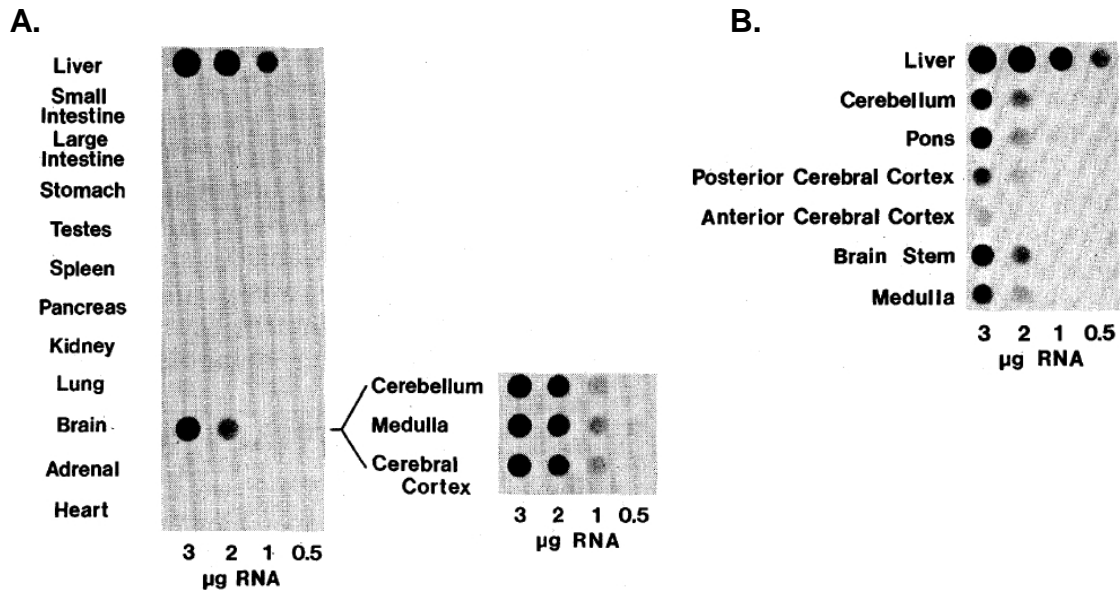 A.
Liver
Small
Intestine
Large
Intestine
Stomach
Testes
Spleen
Pancreas
Kidney
Lung
Brain
Adrenal
Heart
3 2 1 0.5
µg RNA
Cerebellum
Medulla
Cerebral
Cortex
3 2 1 0.5
µg RNA
B.
Liver
Cerebellum
Pons
Posterior Cerebral Cortex
Anterior Cerebral Cortex
Brain Stem
Medulla
3 2 1 0.5
µg RNA